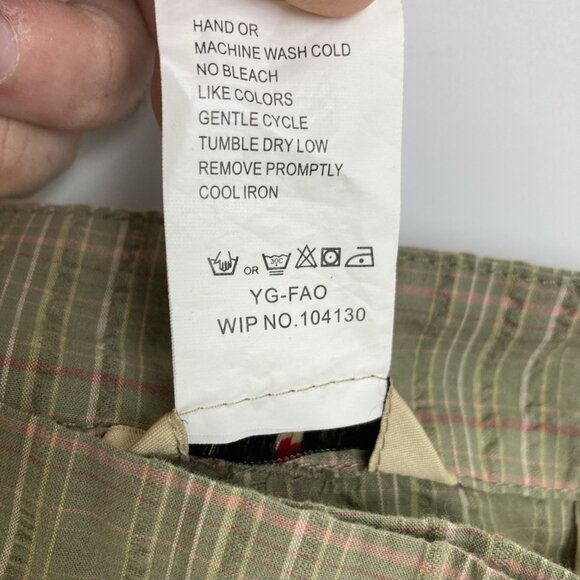 HAND OR
MACHINE WASH COLD
NO BLEACH
LIKE COLORS
GENTLE CYCLE
TUMBLE DRY LOW
REMOVE PROMPTLY
COOL IRON
OR 30C
YG-FAO
WIP NO.104130